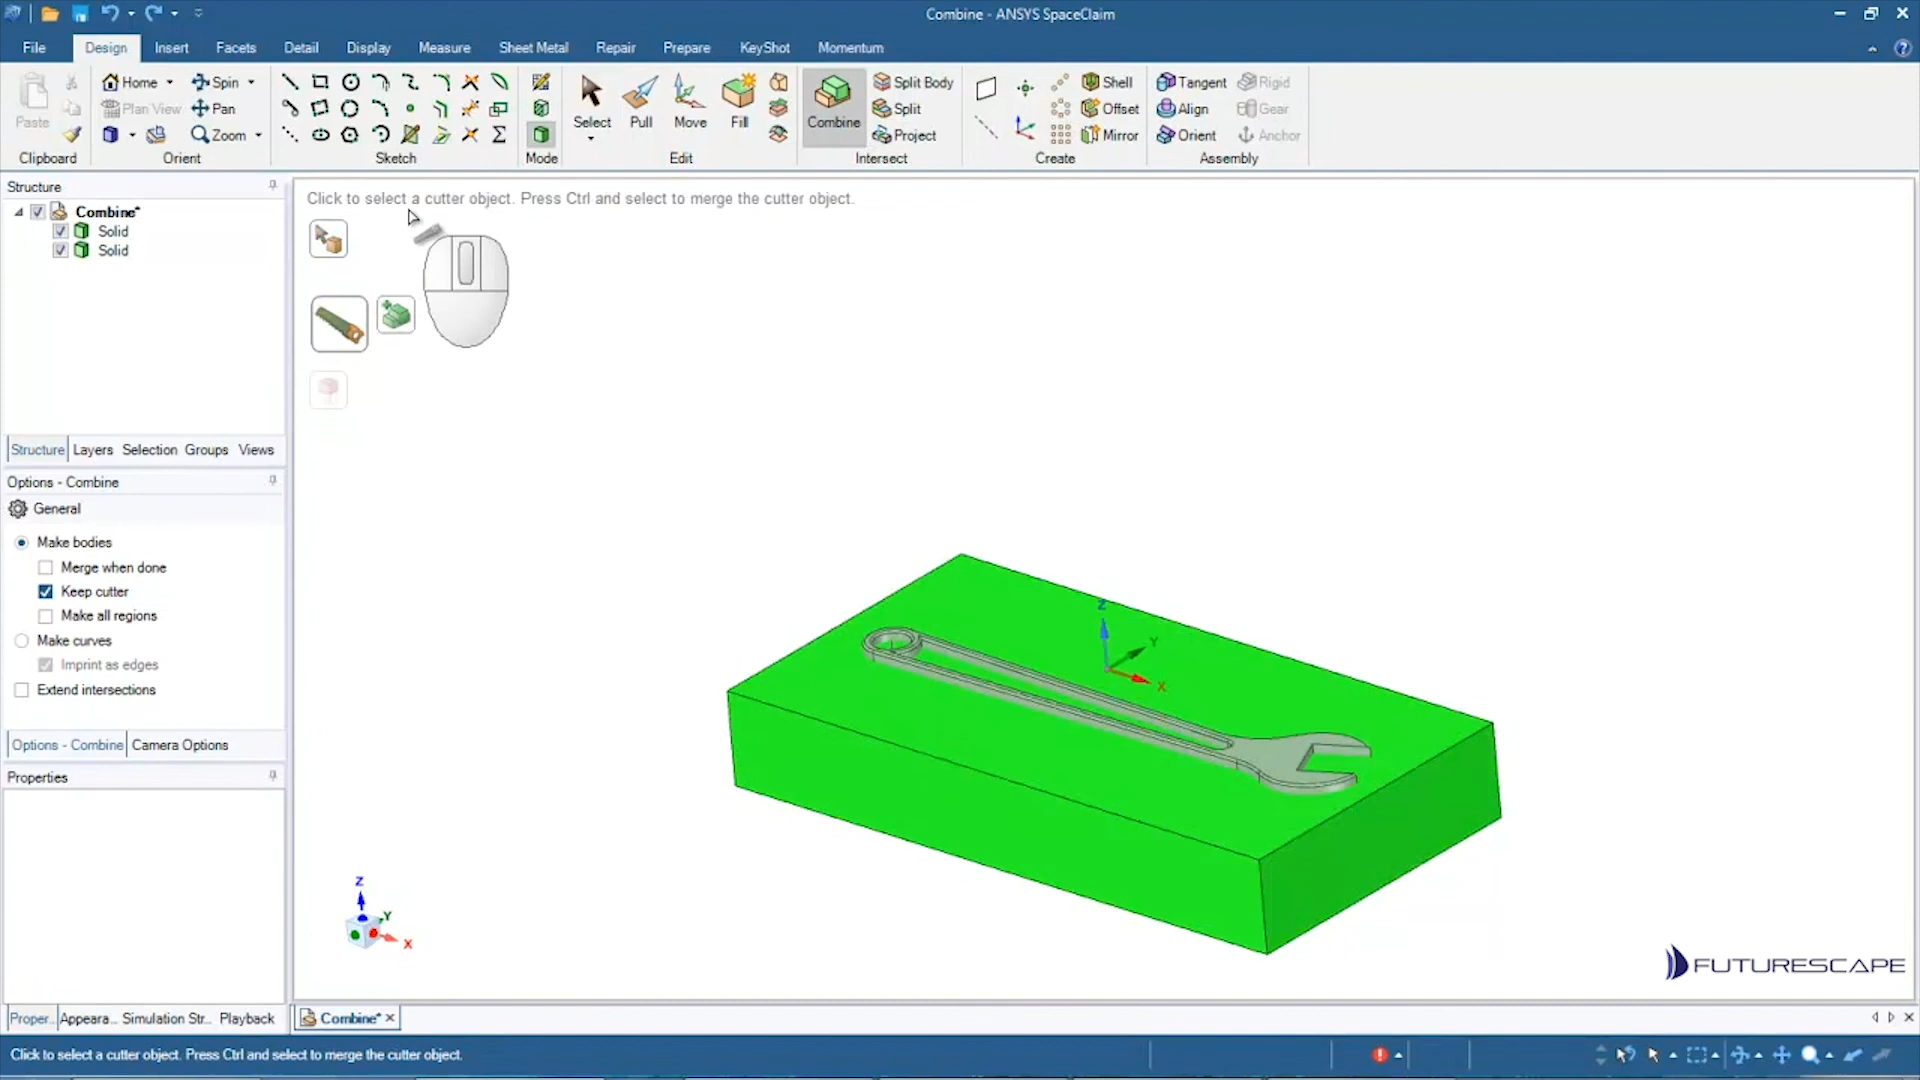 Combine - ANSYS SpaceClaim
File Design Insert Facets Detail Display Measure Sheet Metal Repair Prepare KeyShot Momentum
Paste
Clipboard
Home Spin
Plan View Pan
Zoom
Orient
Sketch
Mode
Select Pull Move Fill
Edit
Combine
Split Body
Split
Project
Intersect
Shell
Offset
Mirror
Create
Tangent Rigid
Align Gear
Orient Anchor
Assembly
Structure
Combine*
Solid
Solid
Structure Layers Selection Groups Views
Options - Combine
General
Make bodies
Merge when done
Keep cutter
Make all regions
Make curves
Imprint as edges
Extend intersections
Options - Combine Camera Options
Properties
Proper... Appeara... Simulation Str... Playback
Click to select a cutter object. Press Ctrl and select to merge the cutter object.
Z
Y
X
Z
Y
X
FUTURESCAPE
Combine*
Click to select a cutter object. Press Ctrl and select to merge the cutter object.